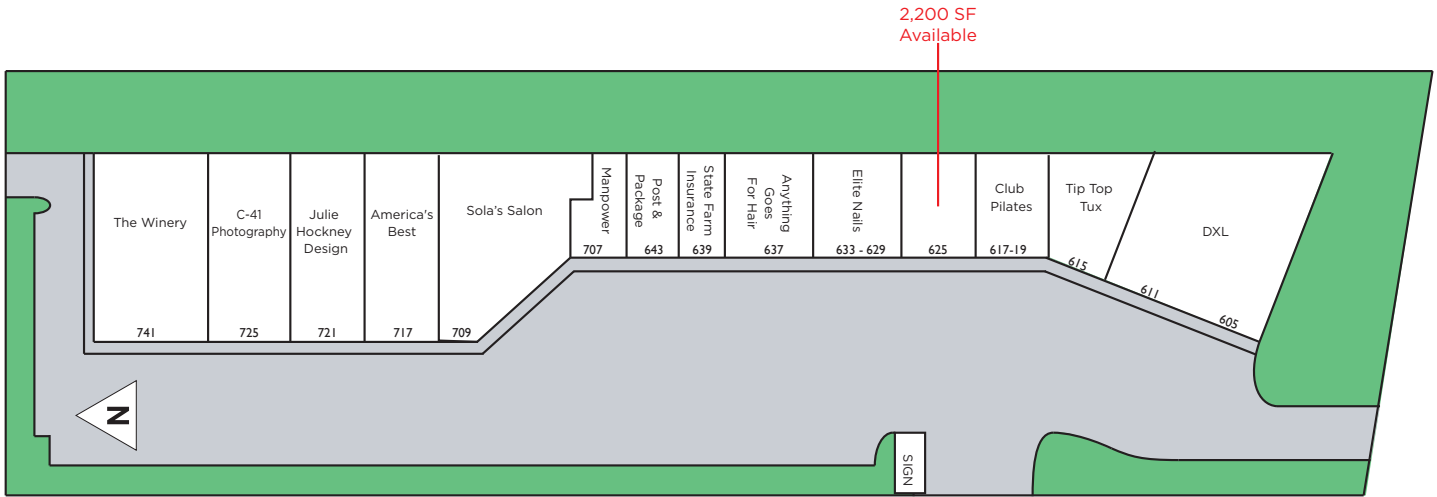 2,200 SF
Available
The Winery
741
C-41
Photography
725
Julie
Hockney
Design
721
America's
Best
717
Sola's Salon
709
Manpower
707
Post &
Package
643
State Farm
Insurance
639
Anything
Goes
For Hair
637
Elite Nails
633 - 629
625
Club
Pilates
617-19
Tip Top
Tux
615
DXL
611
605
N
SIGN